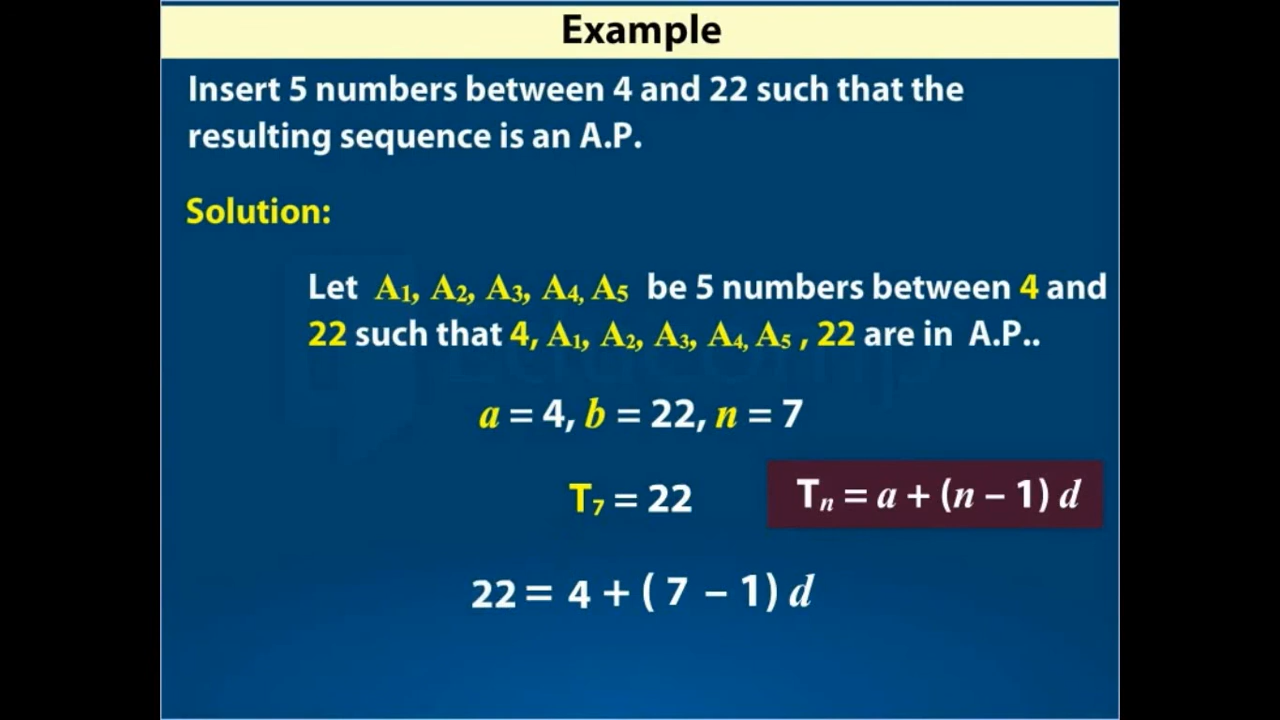 Example
Insert 5 numbers between 4 and 22 such that the
resulting sequence is an A.P.
Solution:
Let A₁, A₂, A₃, A₄, A₅ be 5 numbers between 4 and
22 such that 4, A₁, A₂, A₃, A₄, A₅ , 22 are in A.P..
a = 4, b = 22, n = 7
T₇ = 22
Tₙ = a + (n – 1) d
22 = 4 + ( 7 – 1) d